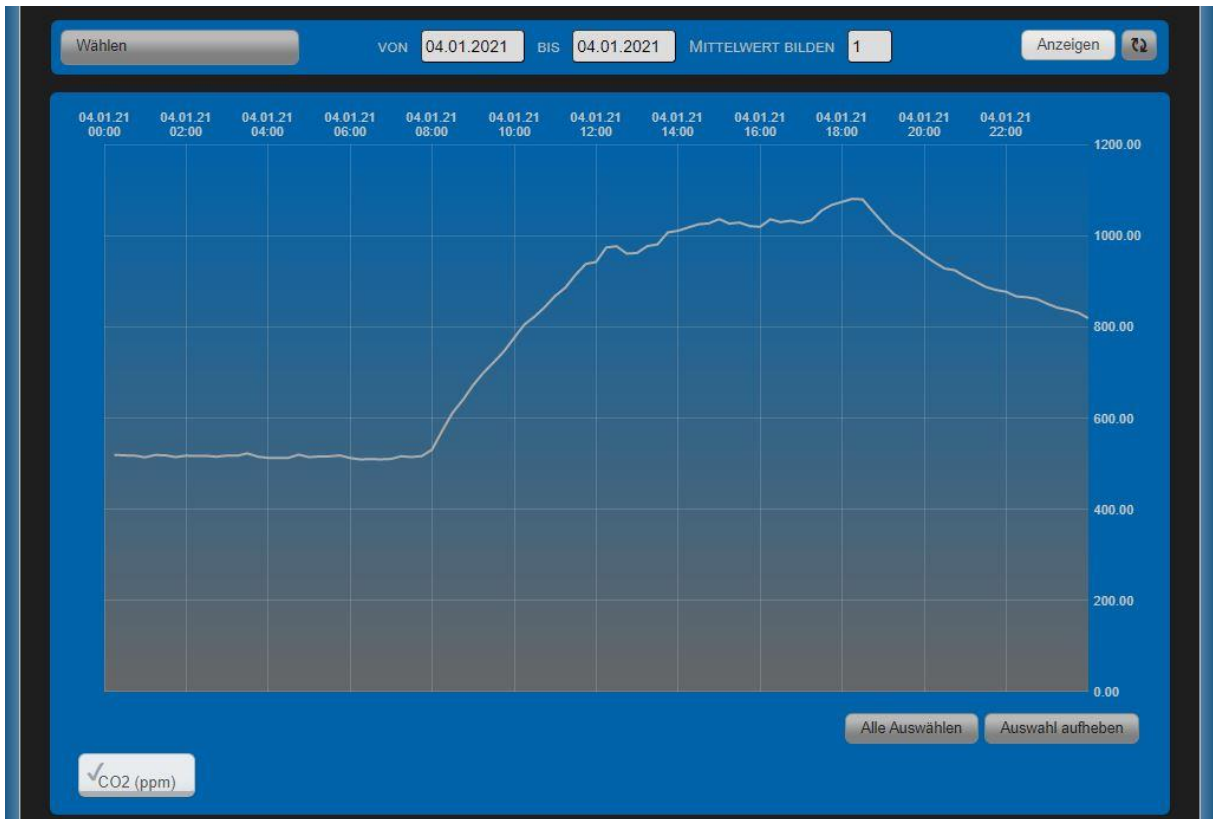 Wählen VON 04.01.2021 BIS 04.01.2021 MITTELWERT BILDEN 1 Anzeigen
04.01.21 04.01.21 04.01.21 04.01.21 04.01.21 04.01.21 04.01.21 04.01.21 04.01.21 04.01.21 04.01.21 04.01.21
00:00 02:00 04:00 06:00 08:00 10:00 12:00 14:00 16:00 18:00 20:00 22:00
1200.00
1000.00
800.00
600.00
400.00
200.00
0.00
Alle Auswählen Auswahl aufheben
CO2 (ppm)